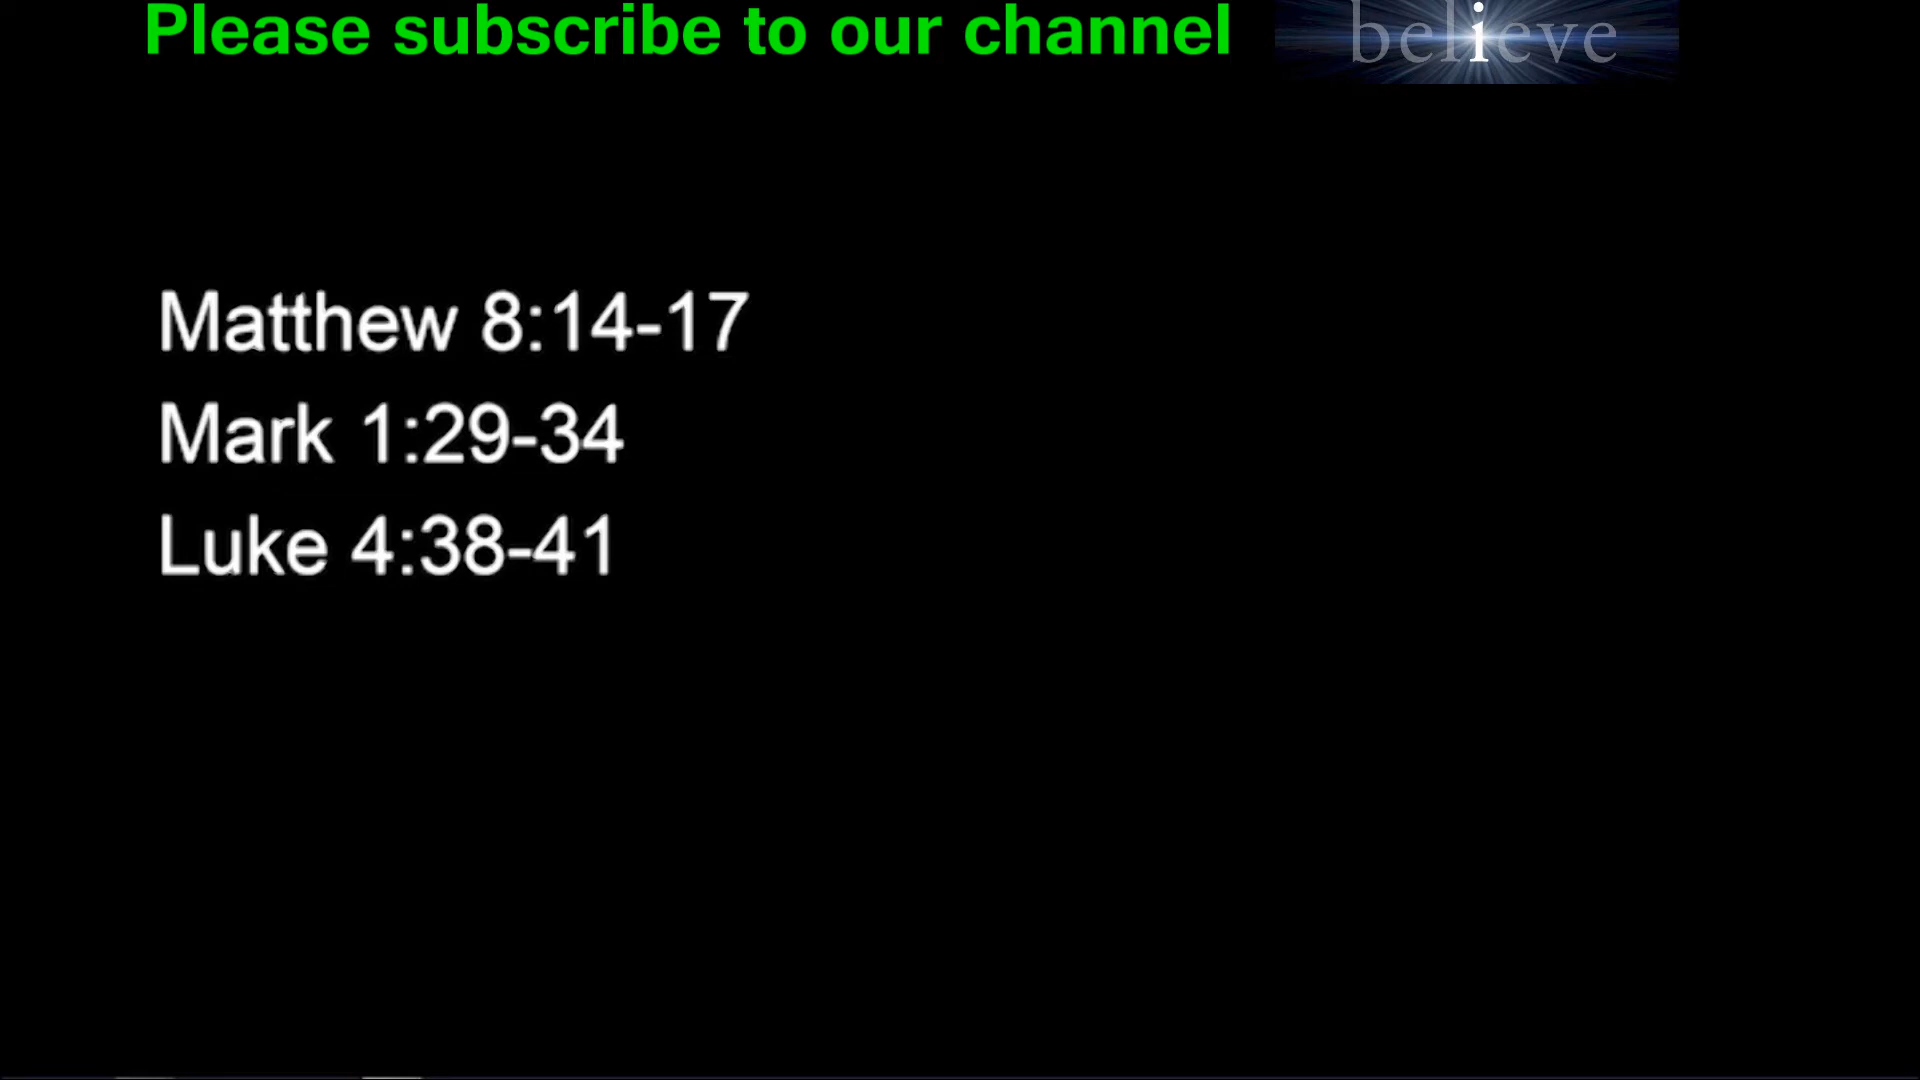 Please subscribe to our channel believe
Matthew 8:14-17
Mark 1:29-34
Luke 4:38-41